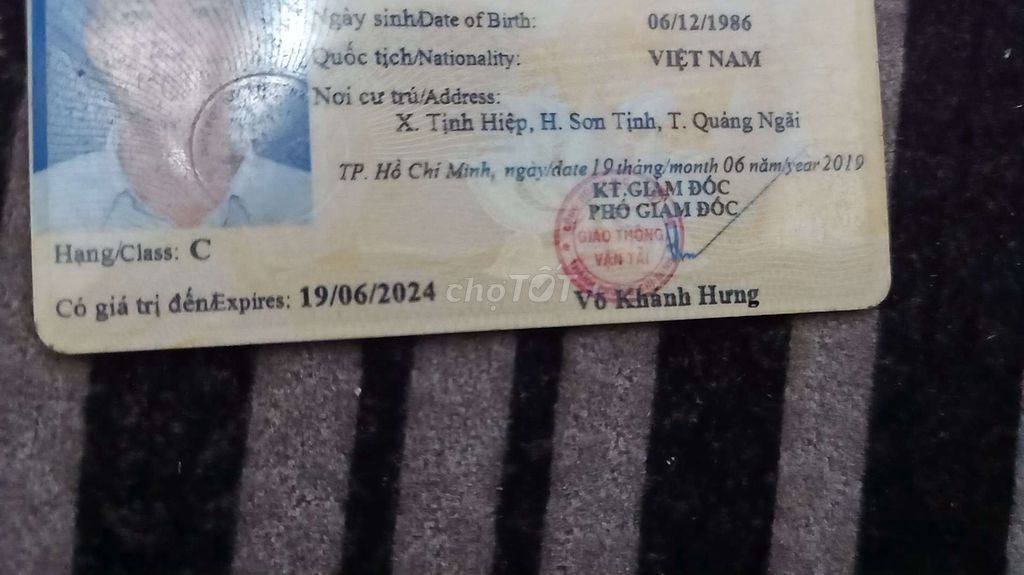 Ngày sinh/Date of Birth: 06/12/1986
Quốc tịch/Nationality: VIỆT NAM
Nơi cư trú/Address:
X. Tịnh Hiệp, H. Sơn Tịnh, T. Quảng Ngãi
TP. Hồ Chí Minh, ngày/date 19 tháng/month 06 năm/year 2019
KT.GIÁM ĐỐC
PHÓ GIÁM ĐỐC
GIAO THÔNG
VẬN TẢI
Hạng/Class: C
Có giá trị đến/Expires: 19/06/2024
choTỐT
Võ Khánh Hưng